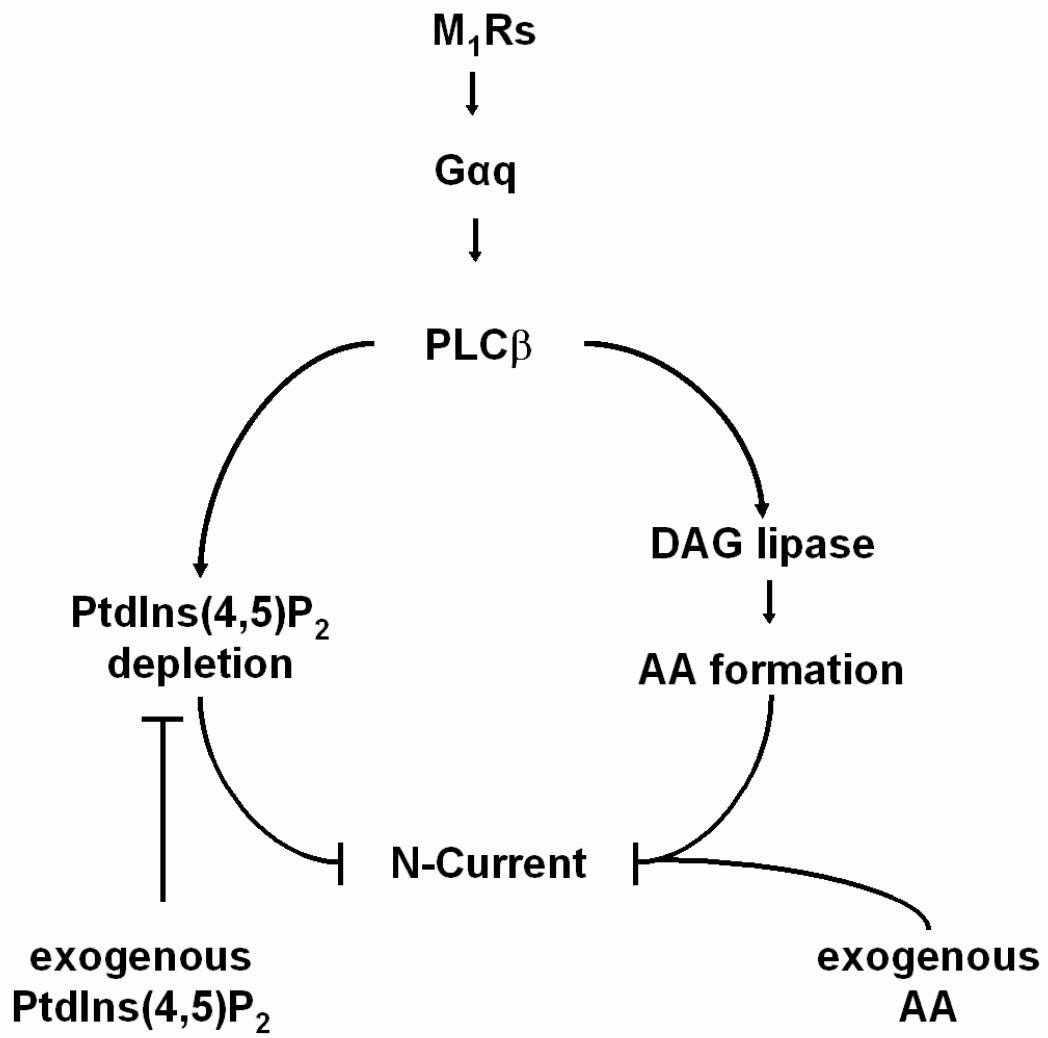 M₁Rs
Gαq
PLCβ
DAG lipase
PtdIns(4,5)P₂
depletion
AA formation
N-Current
exogenous
PtdIns(4,5)P₂
exogenous
AA